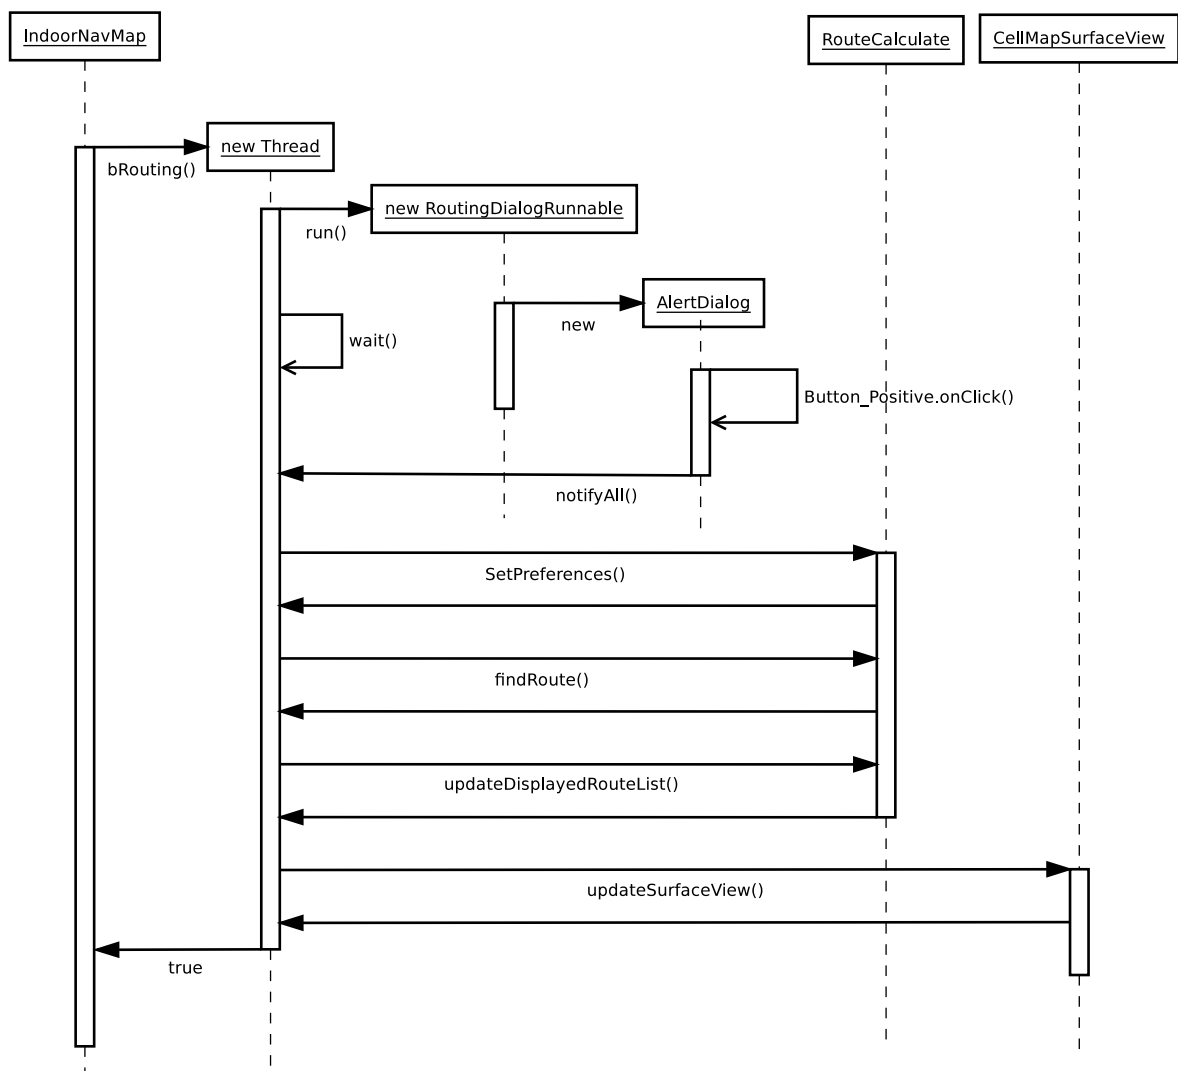 IndoorNavMap
RouteCalculate
CellMapSurfaceView
new Thread
bRouting()
new RoutingDialogRunnable
run()
AlertDialog
new
wait()
Button_Positive.onClick()
notifyAll()
SetPreferences()
findRoute()
updateDisplayedRouteList()
updateSurfaceView()
true